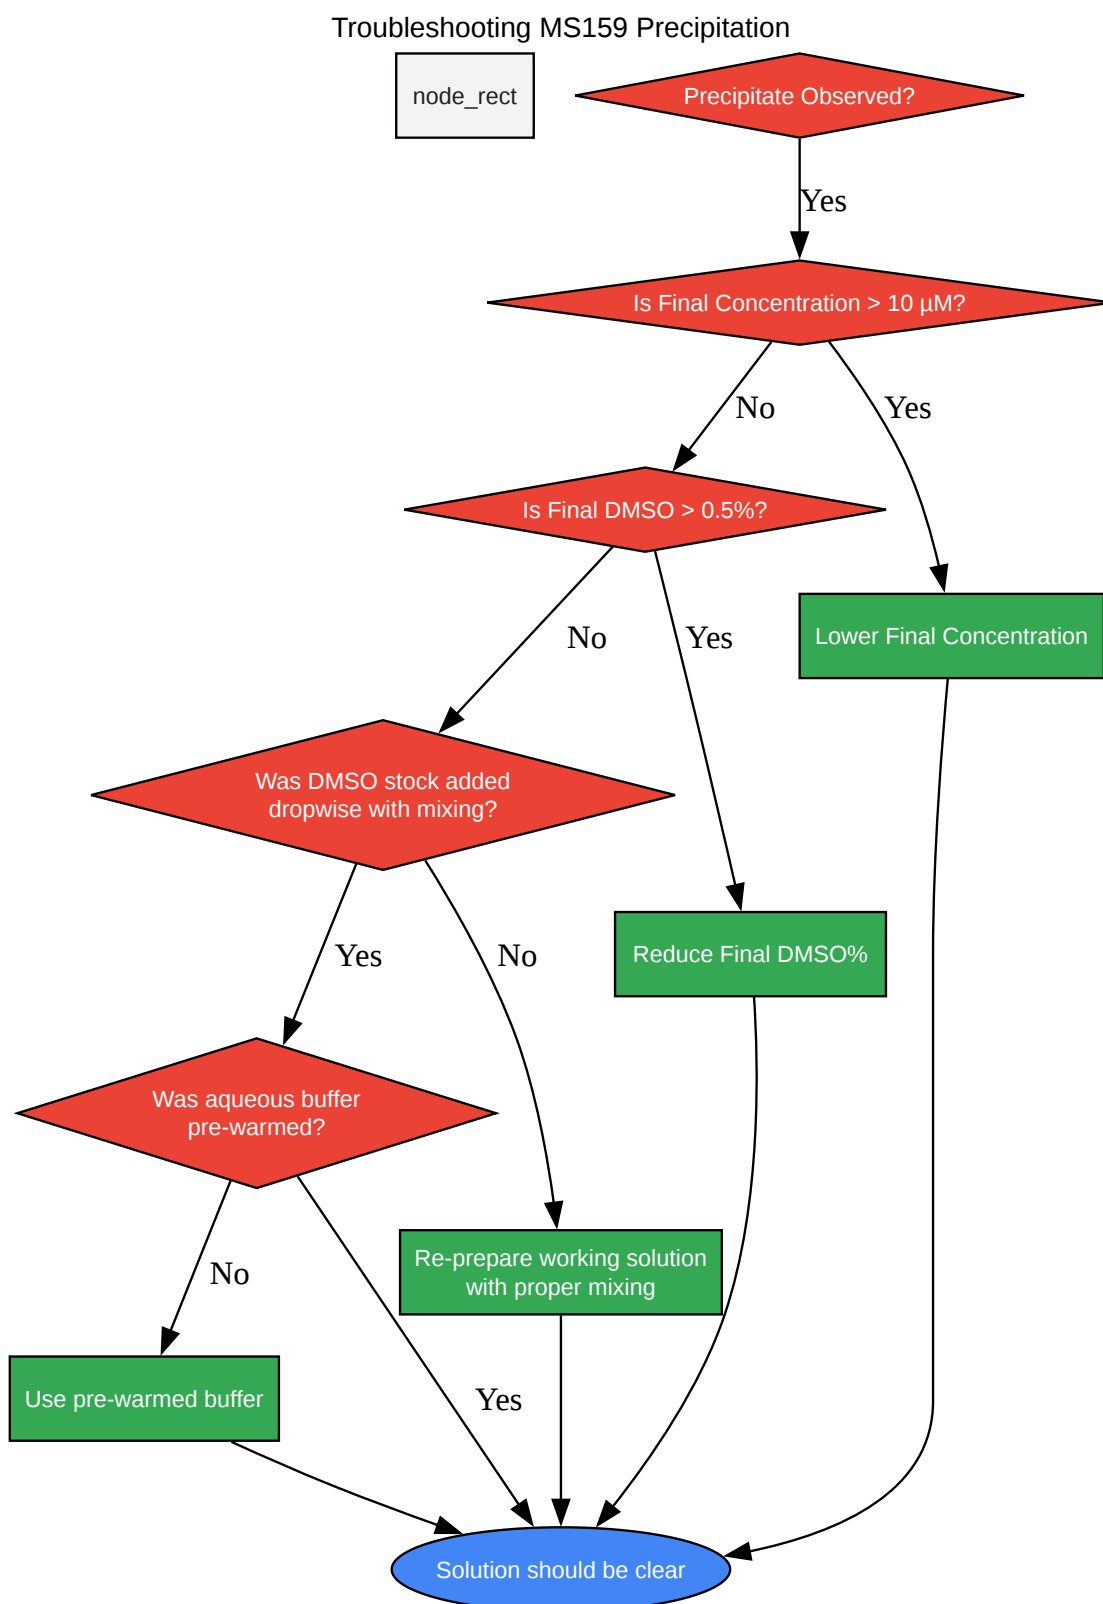 Troubleshooting MS159 Precipitation
node_rect
Precipitate Observed?
Yes
Is Final Concentration > 10 µM?
No
Yes
Is Final DMSO > 0.5%?
No
Yes
Lower Final Concentration
Was DMSO stock added
dropwise with mixing?
Yes
No
Reduce Final DMSO%
Was aqueous buffer
pre-warmed?
No
Re-prepare working solution
with proper mixing
Use pre-warmed buffer
Yes
Solution should be clear